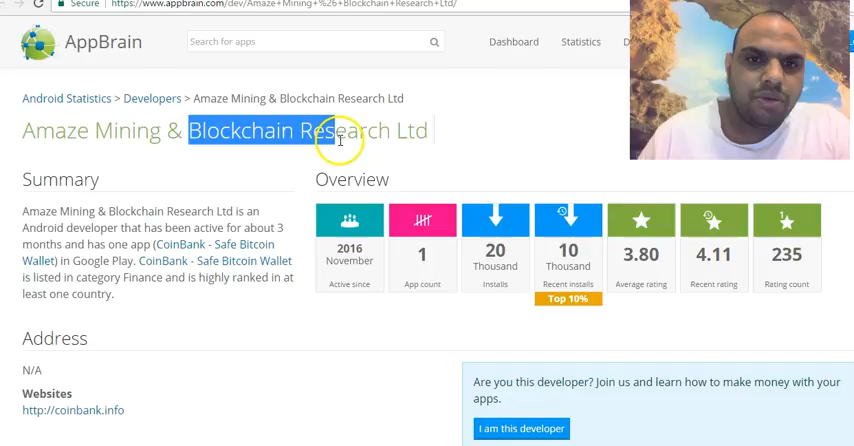 Secure https://www.appbrain.com/dev/Amaze+Mining+%26+Blockchain+Research+Ltd/
AppBrain
Search for apps
Dashboard
Statistics
D
Android Statistics > Developers > Amaze Mining & Blockchain Research Ltd
Amaze Mining & Blockchain Research Ltd
Summary
Amaze Mining & Blockchain Research Ltd is an
Android developer that has been active for about 3
months and has one app (CoinBank - Safe Bitcoin
Wallet) in Google Play. CoinBank - Safe Bitcoin Wallet
is listed in category Finance and is highly ranked in at
least one country.
Overview
2016
November
Active since
1
App count
20
Thousand
Installs
10
Thousand
Recent installs
Top 10%
3.80
Average rating
4.11
Recent rating
1
235
Rating count
Address
N/A
Websites
http://coinbank.info
Are you this developer? Join us and learn how to make money with your
apps.
I am this developer